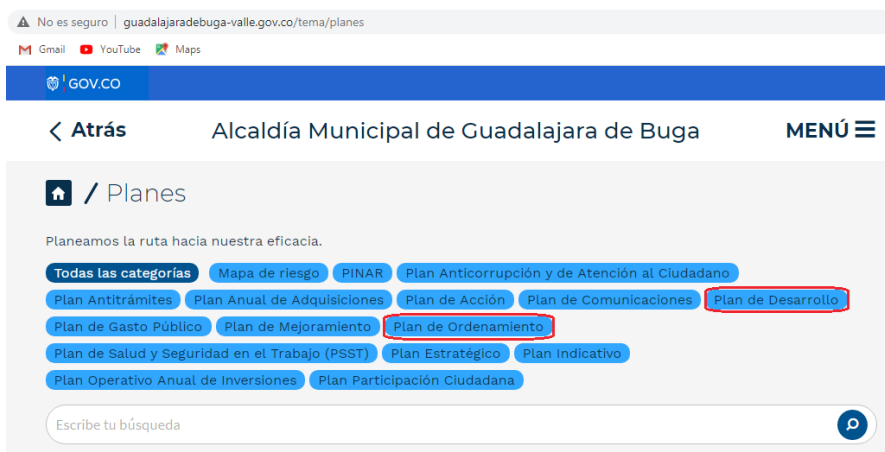 No es seguro | guadalajaradebuga-valle.gov.co/tema/planes
Gmail YouTube Maps
GOV.CO
Atrás Alcaldía Municipal de Guadalajara de Buga MENÚ
/ Planes
Planeamos la ruta hacia nuestra eficacia.
Todas las categorías Mapa de riesgo PINAR Plan Anticorrupción y de Atención al Ciudadano
Plan Antitrámites Plan Anual de Adquisiciones Plan de Acción Plan de Comunicaciones Plan de Desarrollo
Plan de Gasto Público Plan de Mejoramiento Plan de Ordenamiento
Plan de Salud y Seguridad en el Trabajo (PSST) Plan Estratégico Plan Indicativo
Plan Operativo Anual de Inversiones Plan Participación Ciudadana
Escribe tu búsqueda